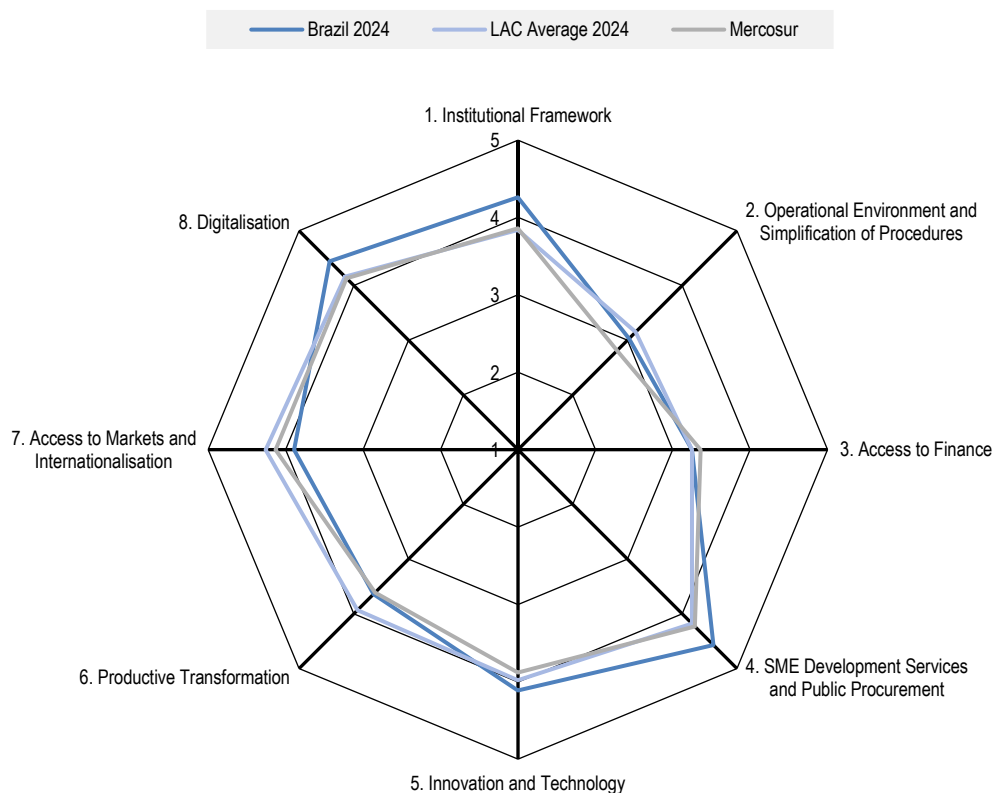 Brazil 2024 LAC Average 2024 Mercosur
1. Institutional Framework
5
2. Operational Environment and
Simplification of Procedures
8. Digitalisation
4
3
2
7. Access to Markets and
Internationalisation
1
3. Access to Finance
4. SME Development Services
and Public Procurement
6. Productive Transformation
5. Innovation and Technology